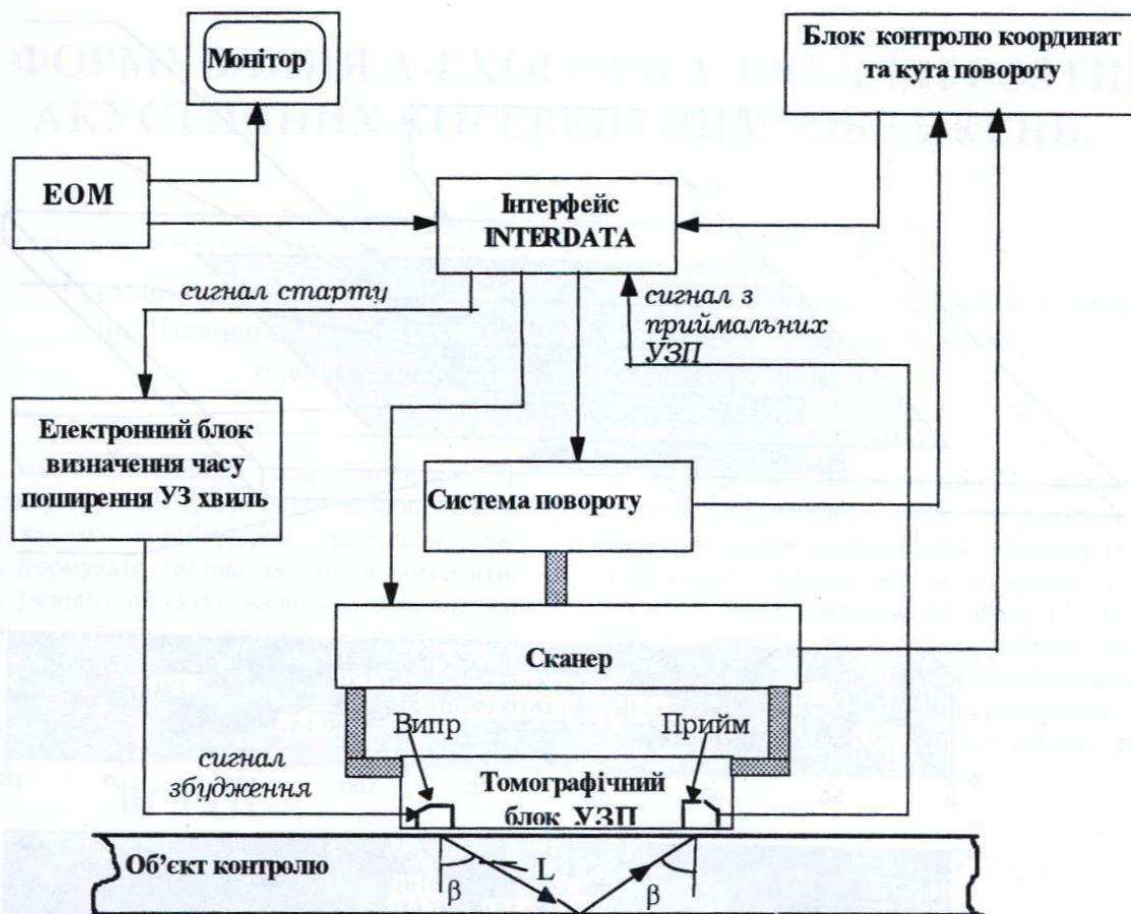 Монітор
Блок контролю координат
та кута повороту
ЕОМ
Інтерфейс
INTERDATA
сигнал старту
сигнал з
приймальних
УЗП
Електронний блок
визначення часу
поширення УЗ хвиль
Система повороту
Сканер
Випр
Прийм
сигнал
збудження
Томографічний
блок УЗП
Об’єкт контролю
L
β
β